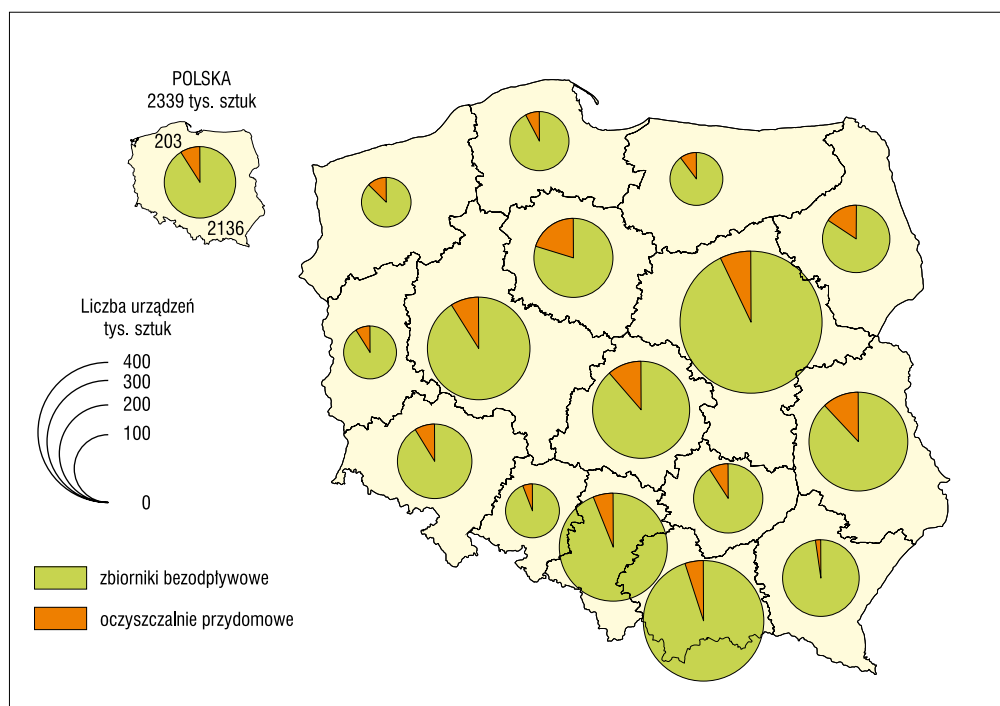 POLSKA
2339 tys. sztuk
203
2136
Liczba urządzeń
tys. sztuk
400
300
200
100
0
zbiorniki bezodpływowe
oczyszczalnie przydomowe